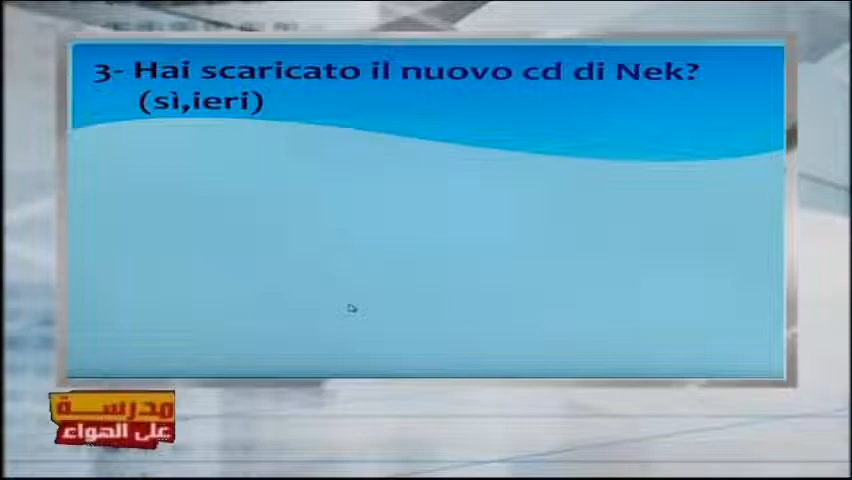 3- Hai scaricato il nuovo cd di Nek?
(sì,ieri)
مدرسة
على الهواء